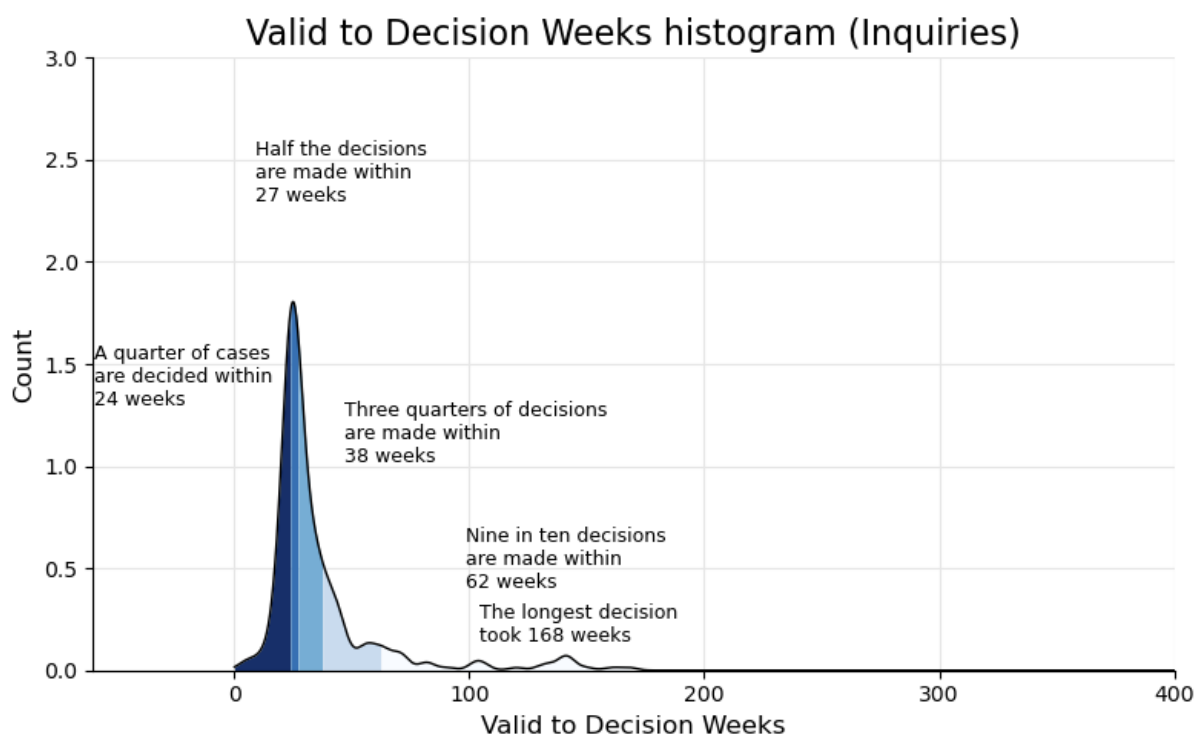 Valid to Decision Weeks histogram (Inquiries)
3.0
2.5
2.0
1.5
1.0
0.5
0.0
Count
Half the decisions
are made within
27 weeks
A quarter of cases
are decided within
24 weeks
Three quarters of decisions
are made within
38 weeks
Nine in ten decisions
are made within
62 weeks
The longest decision
took 168 weeks
0 100 200 300 400
Valid to Decision Weeks